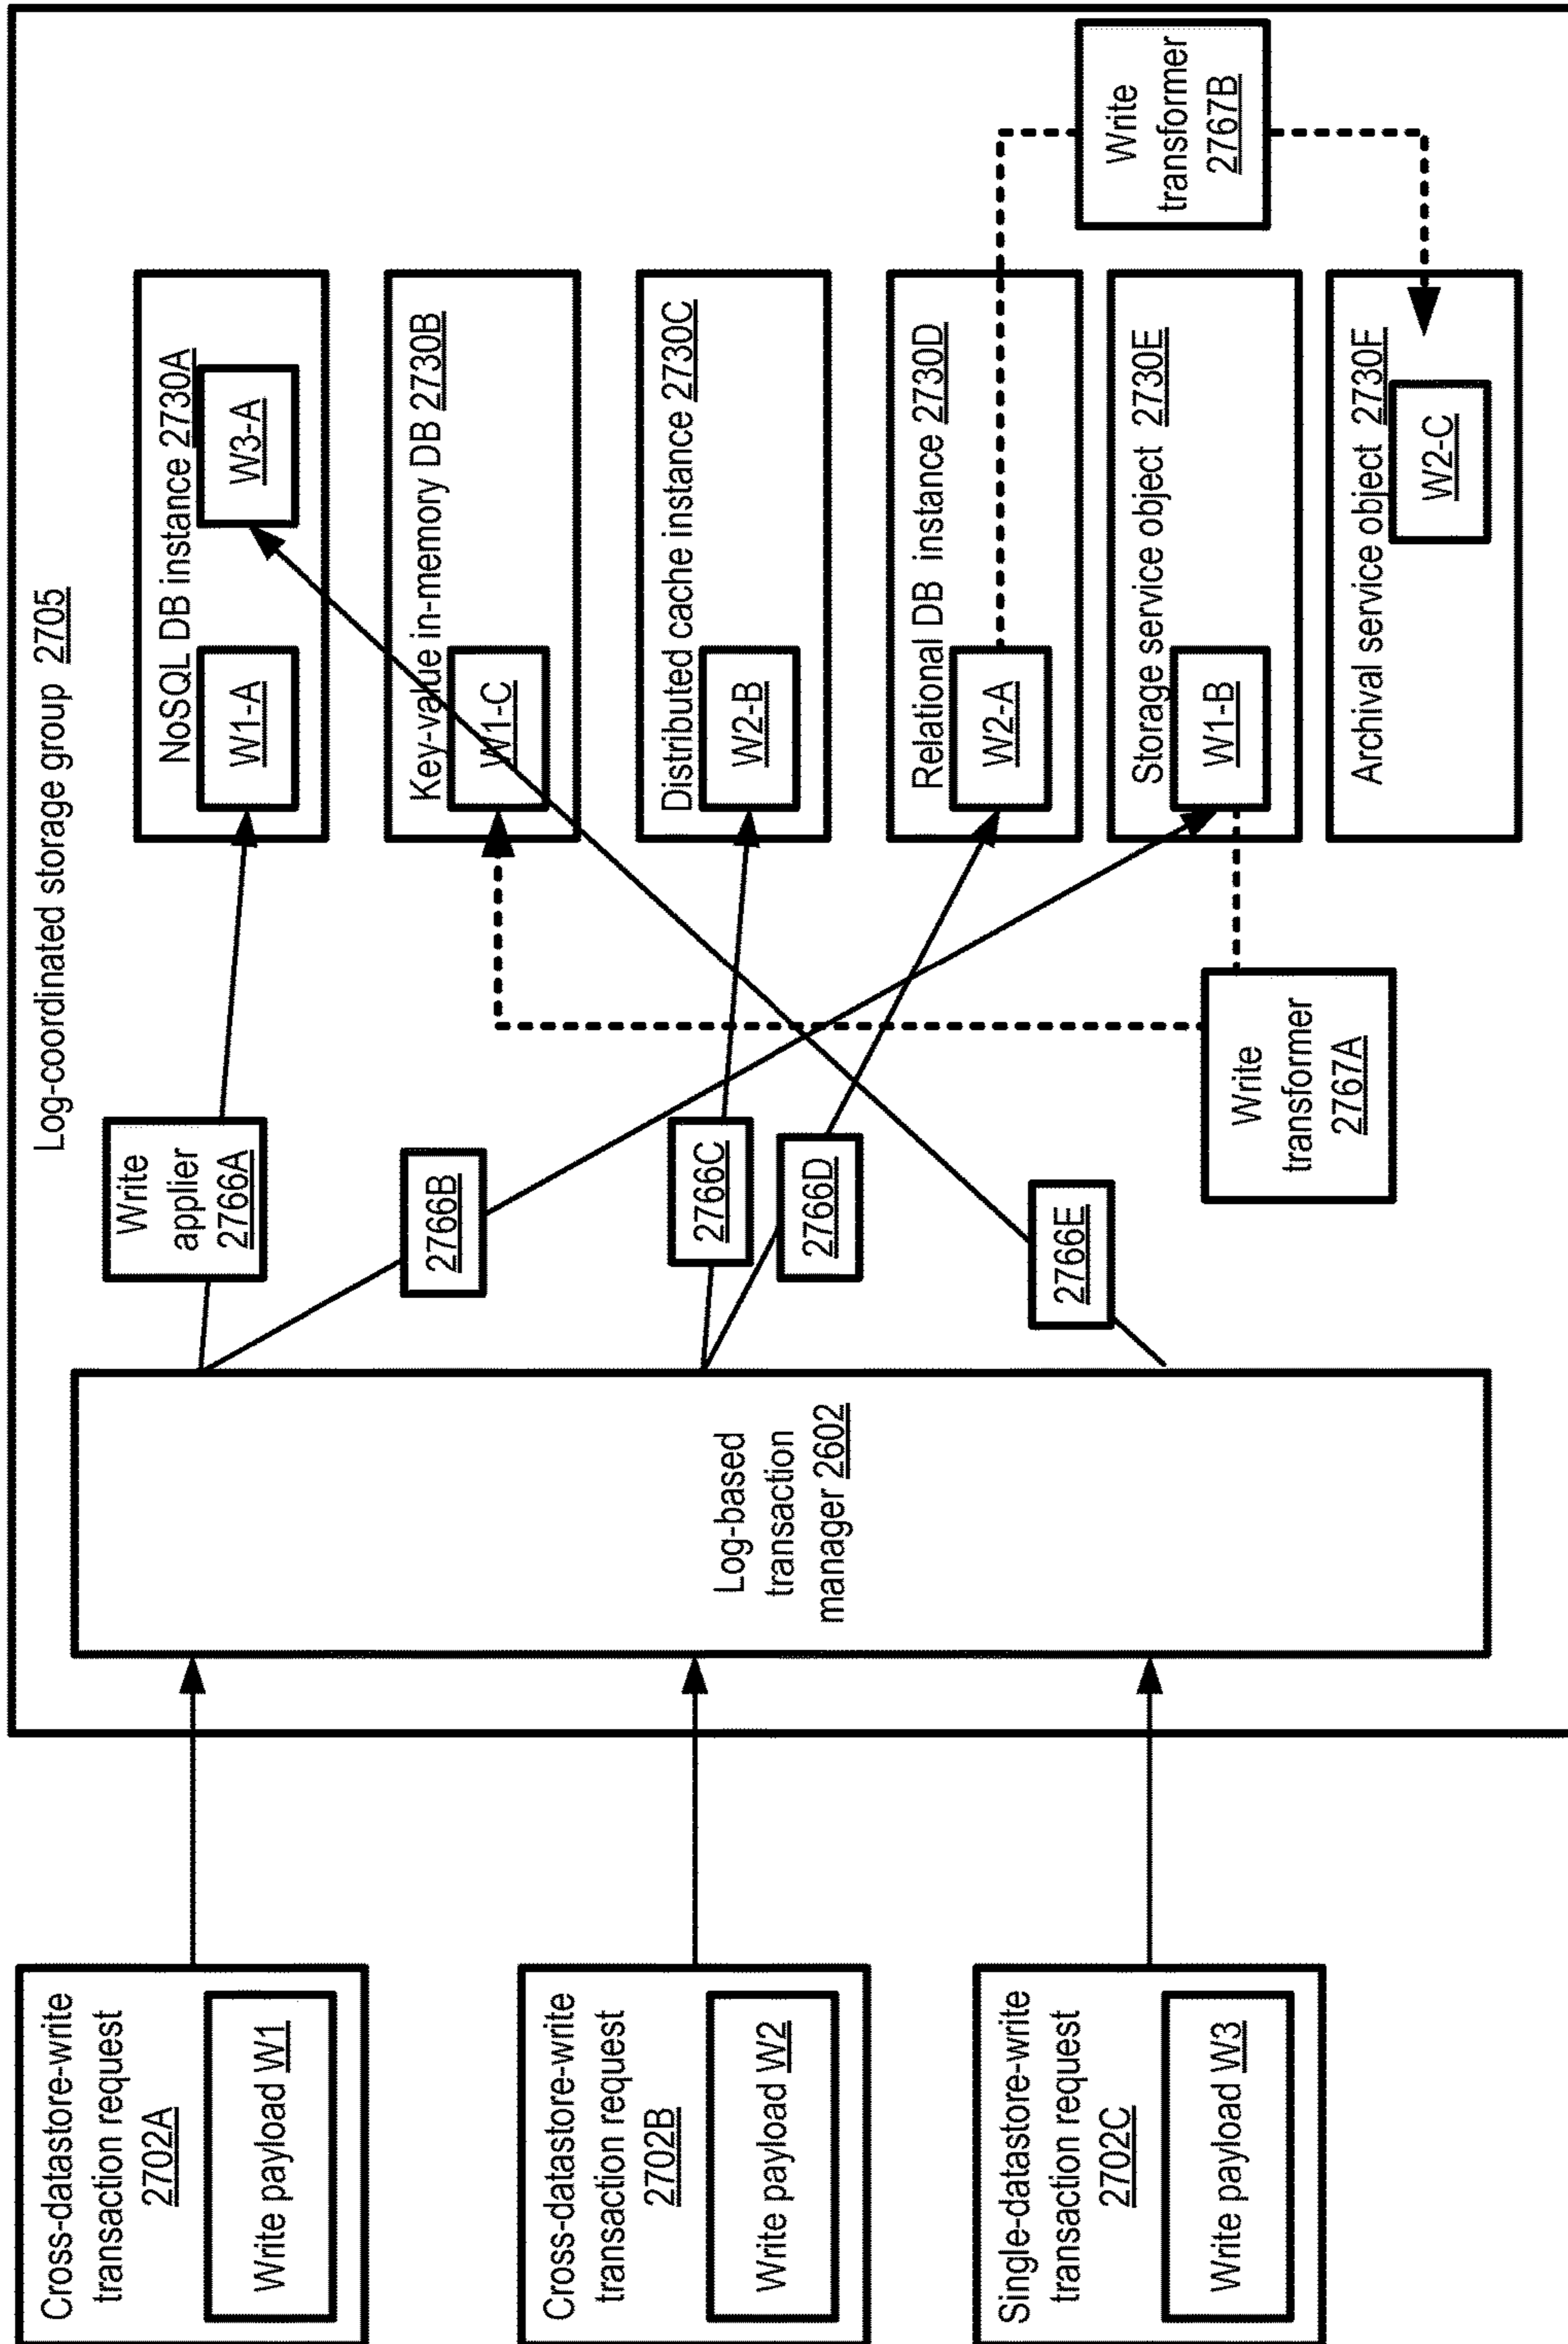 Log-coordinated storage group 2705
Cross-datastore-write
transaction request
2702A
Write payload W1
Cross-datastore-write
transaction request
2702B
Write payload W2
Single-datastore-write
transaction request
2702C
Write payload W3
Log-based
transaction
manager 2602
Write
applier
2766A
2766B
2766C
2766D
2766E
Write
transformer
2767A
NoSQL DB instance 2730A
W1-A
W3-A
Key-value in-memory DB 2730B
W1-C
Distributed cache instance 2730C
W2-B
Relational DB instance 2730D
W2-A
Storage service object 2730E
W1-B
Archival service object 2730F
W2-C
Write
transformer
2767B